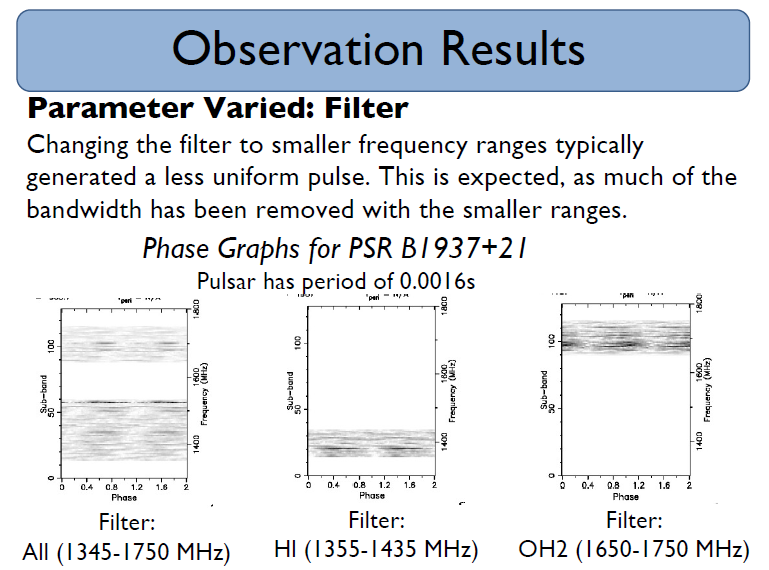 Observation Results
Parameter Varied: Filter
Changing the filter to smaller frequency ranges typically
generated a less uniform pulse. This is expected, as much of the
bandwidth has been removed with the smaller ranges.
Phase Graphs for PSR B1937+21
Pulsar has period of 0.0016s
Sub-band
0
50
100
0
0.4
0.8
1.2
1.6
2
Phase
1400
1600
1800
Frequency (MHz)
Filter:
All (1345-1750 MHz)
Sub-band
0
50
100
0
0.4
0.8
1.2
1.6
2
Phase
1400
1600
1800
Frequency (MHz)
Filter:
HI (1355-1435 MHz)
Sub-band
0
50
100
0
0.4
0.8
1.2
1.6
2
Phase
1400
1600
1800
Frequency (MHz)
Filter:
OH2 (1650-1750 MHz)